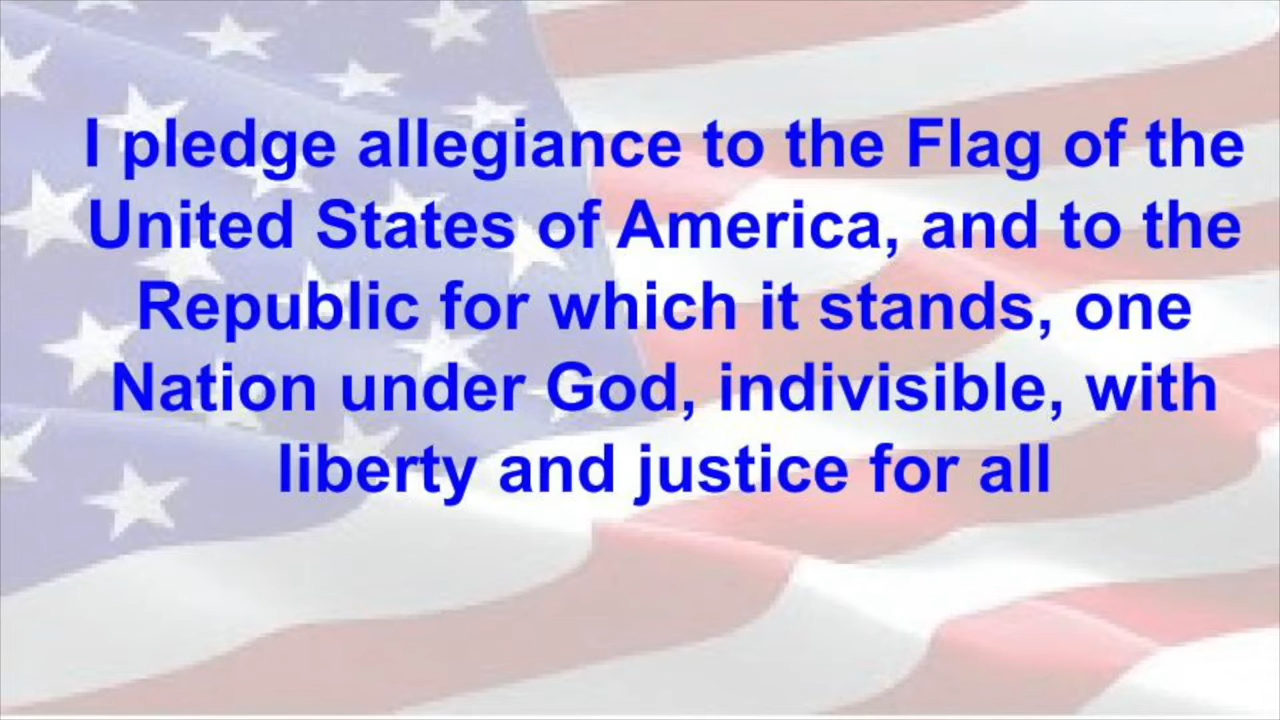 I pledge allegiance to the Flag of the
United States of America, and to the
Republic for which it stands, one
Nation under God, indivisible, with
liberty and justice for all